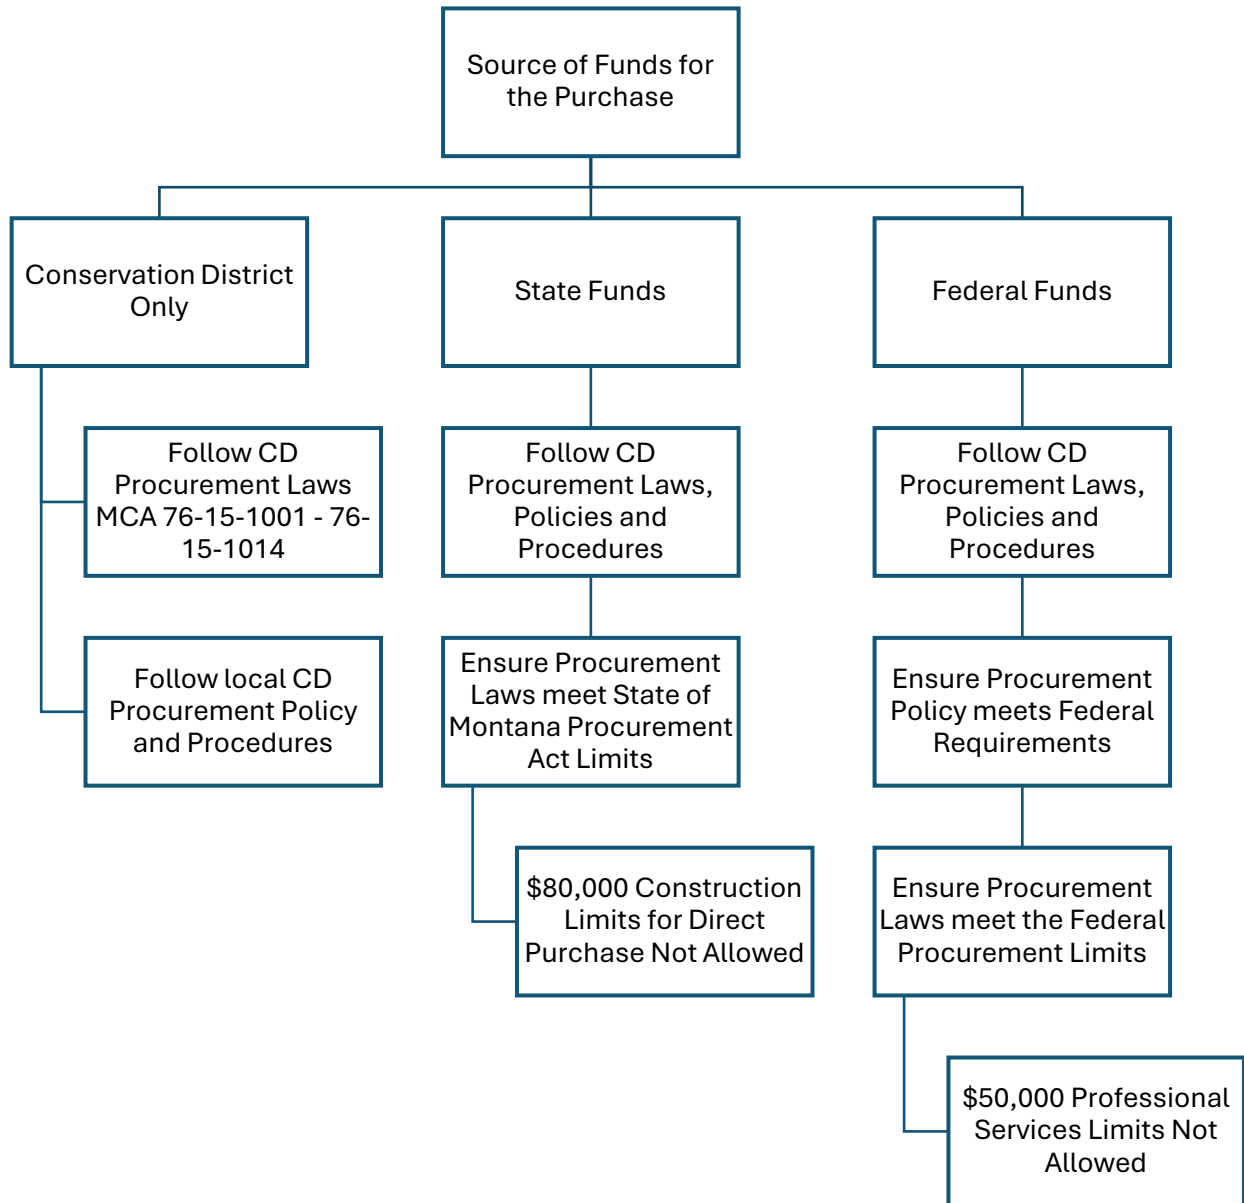 Source of Funds for
the Purchase
Conservation District
Only
State Funds
Federal Funds
Follow CD
Procurement Laws
MCA 76-15-1001 - 76-
15-1014
Follow CD
Procurement Laws,
Policies and
Procedures
Follow CD
Procurement Laws,
Policies and
Procedures
Follow local CD
Procurement Policy
and Procedures
Ensure Procurement
Laws meet State of
Montana Procurement
Act Limits
Ensure Procurement
Policy meets Federal
Requirements
$80,000 Construction
Limits for Direct
Purchase Not Allowed
Ensure Procurement
Laws meet the Federal
Procurement Limits
$50,000 Professional
Services Limits Not
Allowed